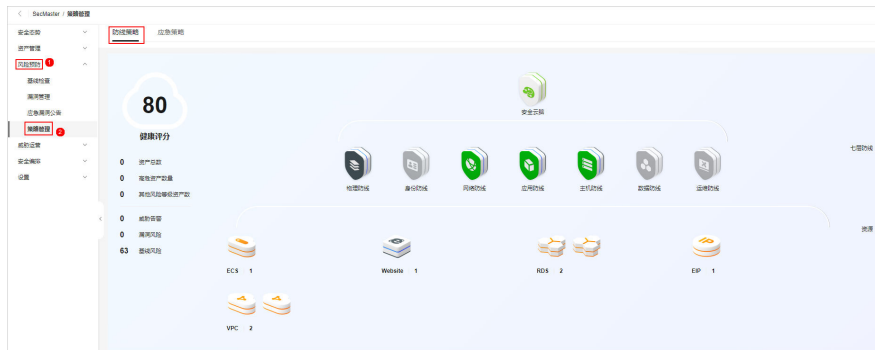 SecMaster / 策略管理
安全态势
资产管理
风险预防 1
基线检查
漏洞管理
应急漏洞公告
策略管理 2
威胁运营
安全编排
设置
防线策略 应急策略
80
健康评分
0 资产总数
0 高危资产数量
0 其他风险等级资产数
0 威胁告警
0 漏洞风险
63 基线风险
安全云脑
七层防线
物理防线 身份防线 网络防线 应用防线 主机防线 数据防线 运维防线
资源
ECS 1 Website 1 RDS 2 EIP 1
VPC 2